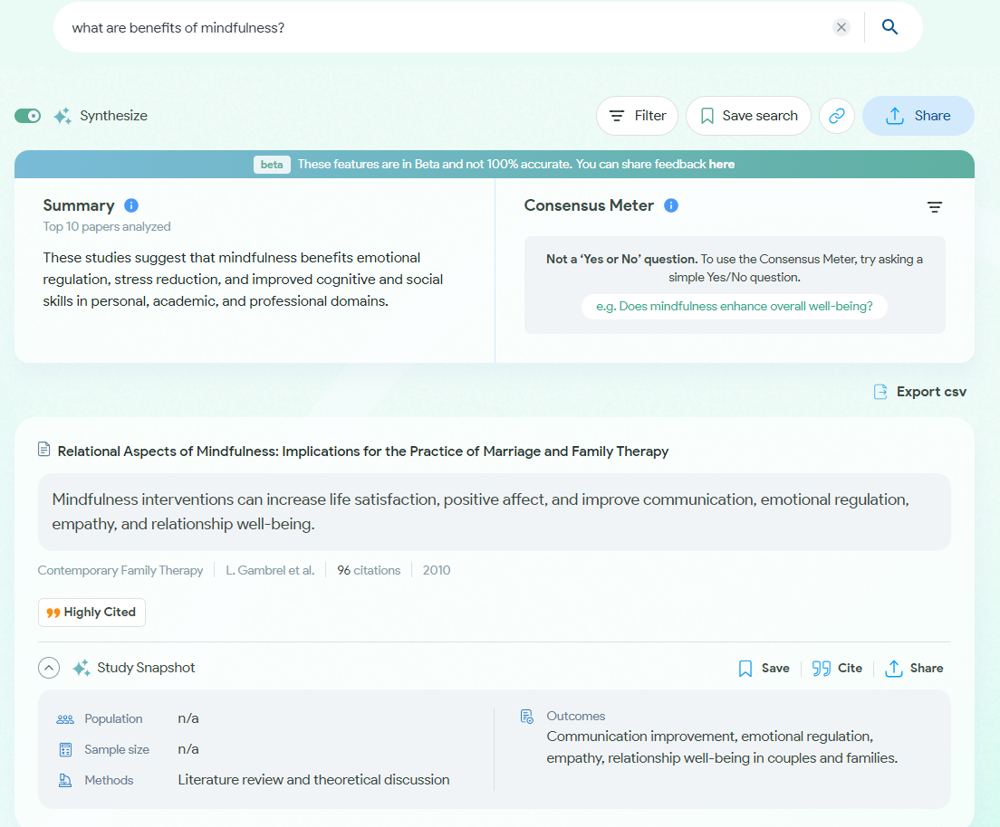 what are benefits of mindfulness?
Synthesize
Filter
Save search
Share
beta These features are in Beta and not 100% accurate. You can share feedback here
Summary
Top 10 papers analyzed
These studies suggest that mindfulness benefits emotional
regulation, stress reduction, and improved cognitive and social
skills in personal, academic, and professional domains.
Consensus Meter
Not a ‘Yes or No’ question. To use the Consensus Meter, try asking a
simple Yes/No question.
e.g. Does mindfulness enhance overall well-being?
Export csv
Relational Aspects of Mindfulness: Implications for the Practice of Marriage and Family Therapy
Mindfulness interventions can increase life satisfaction, positive affect, and improve communication, emotional regulation,
empathy, and relationship well-being.
Contemporary Family Therapy
L. Gambrel et al.
96 citations
2010
Highly Cited
Study Snapshot
Save
Cite
Share
Population n/a
Sample size n/a
Methods Literature review and theoretical discussion
Outcomes
Communication improvement, emotional regulation,
empathy, relationship well-being in couples and families.